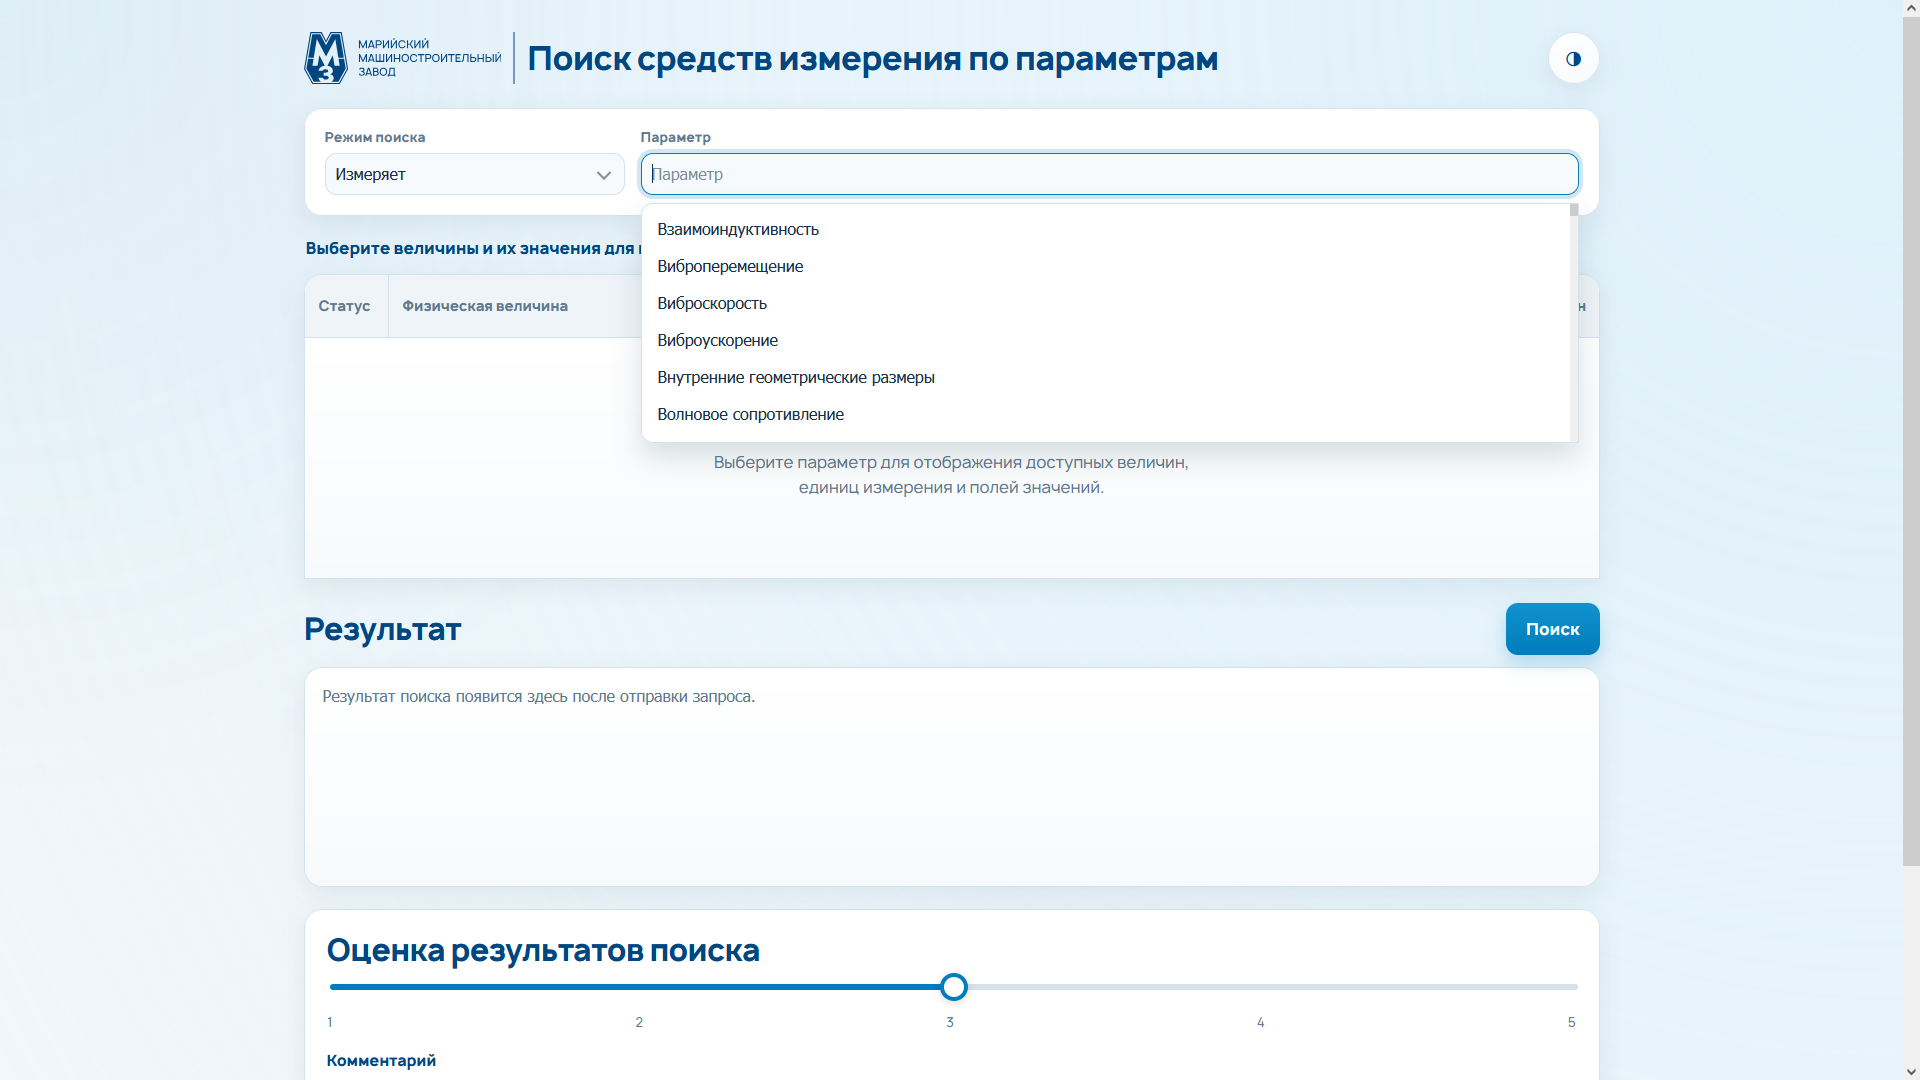 МАРИЙСКИЙ
МАШИНОСТРОИТЕЛЬНЫЙ
ЗАВОД
Поиск средств измерения по параметрам
Режим поиска
Параметр
Измеряет
Параметр
Взаимоиндуктивность
Виброперемещение
Виброскорость
Виброускорение
Внутренние геометрические размеры
Волновое сопротивление
Выберите величины и их значения для
Статус
Физическая величина
н
Выберите параметр для отображения доступных величин,
единиц измерения и полей значений.
Результат
Поиск
Результат поиска появится здесь после отправки запроса.
Оценка результатов поиска
1 2 3 4 5
Комментарий